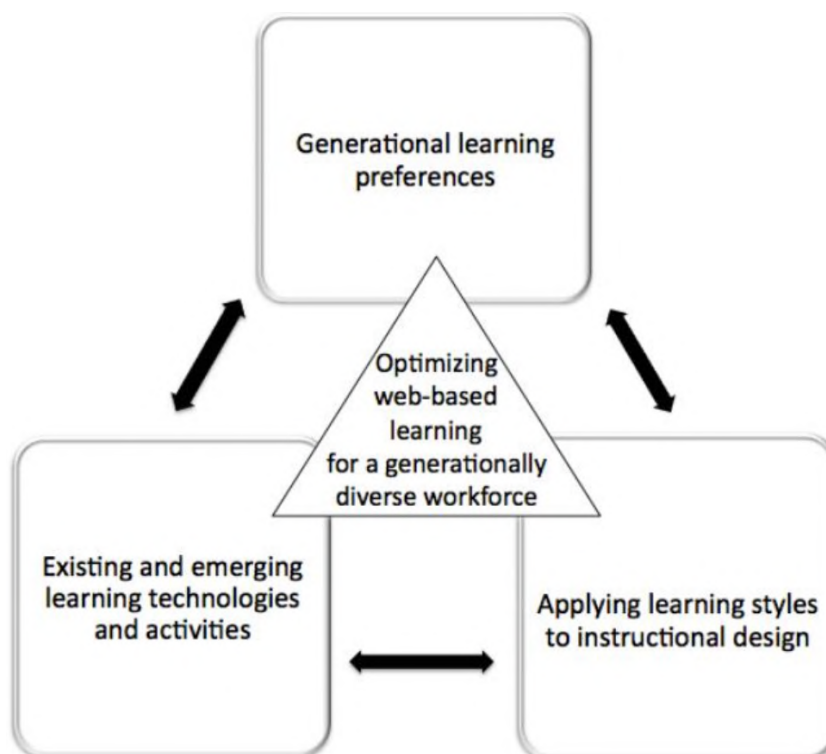 Generational learning
preferences
Optimizing
web-based
learning
for a generationally
diverse workforce
Existing and emerging
learning technologies
and activities
Applying learning styles
to instructional design